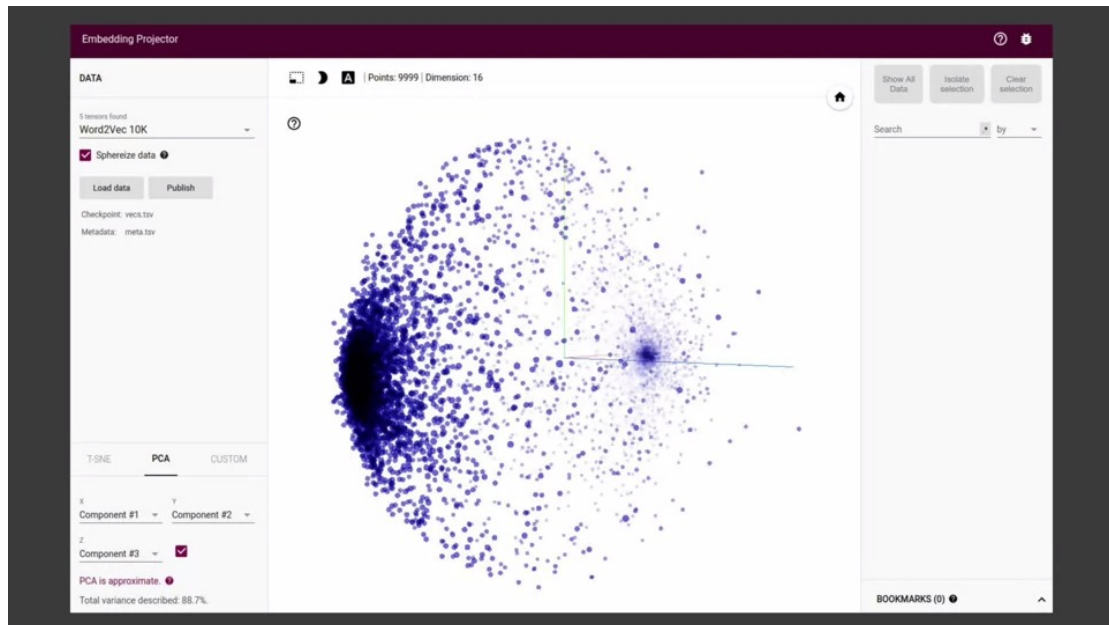 Embedding Projector
DATA
5 tensors found
Word2Vec 10K
Sphereize data
Load data
Publish
Checkpoint: vecs.tsv
Metadata: meta.tsv
T-SNE
PCA
CUSTOM
X
Component #1
Y
Component #2
Z
Component #3
PCA is approximate.
Total variance described: 88.7%.
A
| Points: 9999 | Dimension: 16
Show All
Data
Isolate
selection
Clear
selection
Search
.*
by
BOOKMARKS (0)